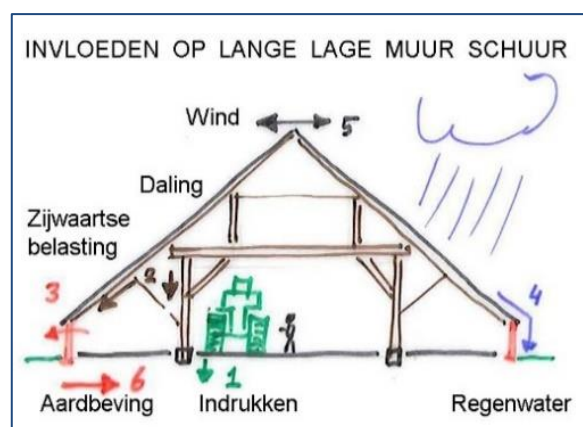 INVLOEDEN OP LANGE LAGE MUUR SCHUUR
Wind
5
Daling
Zijwaartse
belasting
2
3
4
6
1
Aardbeving
Indrukken
Regenwater